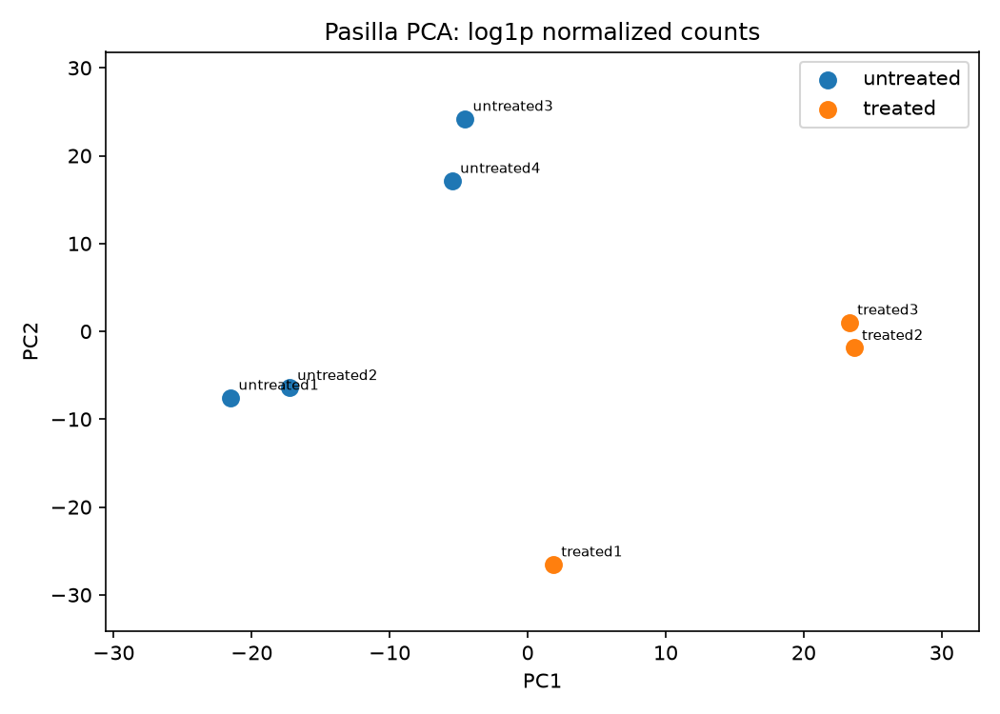 Pasilla PCA: log1p normalized counts
untreated
treated
untreated3
untreated4
treated3
treated2
untreated2
untreated1
treated1
PC2
30
20
10
0
−10
−20
−30
−30
−20
−10
0
10
20
30
PC1